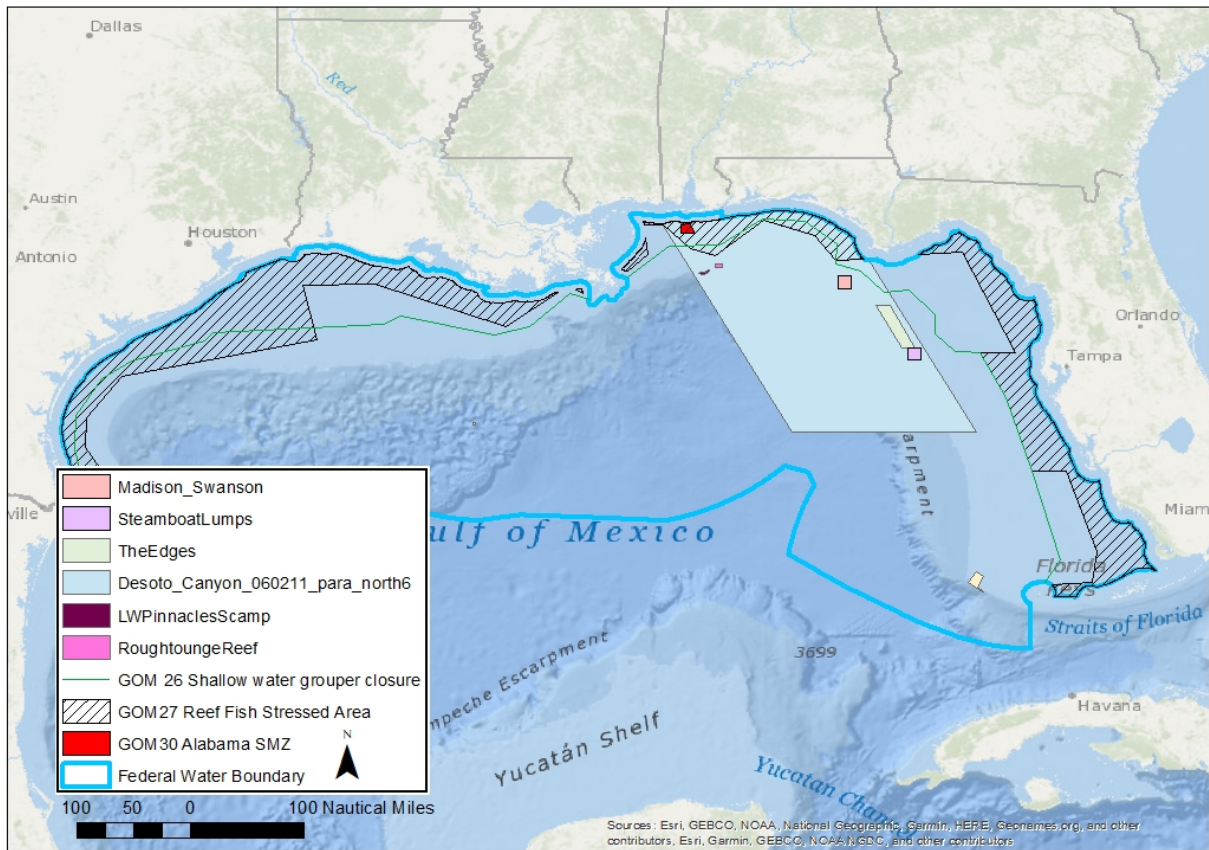 Dallas
Red
Austin
Houston
Antonio
Orlando
Tampa
ville
Miam
Madison_Swanson
SteamboatLumps
TheEdges
Desoto_Canyon_060211_para_north6
LWPinnaclesScamp
RoughtoungeReef
GOM 26 Shallow water grouper closure
GOM27 Reef Fish Stressed Area
GOM30 Alabama SMZ
Federal Water Boundary
N
ulf of Mexico
arpment
Florida
Keys
Straits of Florida
3699
mpeche Escarpment
Havana
Yucatán Shelf
Yucatan Channel
100 50 0 100 Nautical Miles
Sources: Esri, GEBCO, NOAA, National Geographic, Garmin, HERE, Geonames.org, and other
contributors, Esri, Garmin, GEBCO, NOAA NGDC, and other contributors